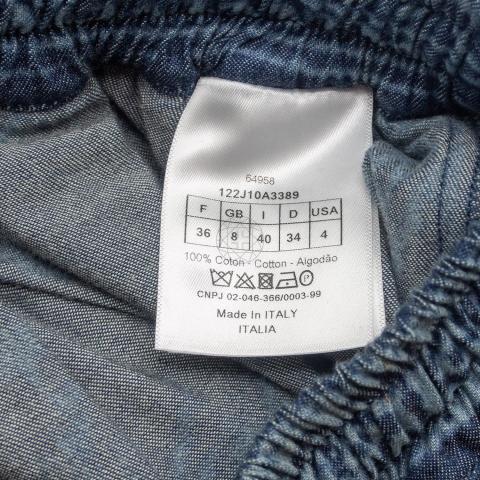 64958
122J10A3389
F GB I D USA
36 8 40 34 4
100% Coton - Cotton - Algodão
CNPJ 02-046-366/0003-99
Made In ITALY
ITALIA